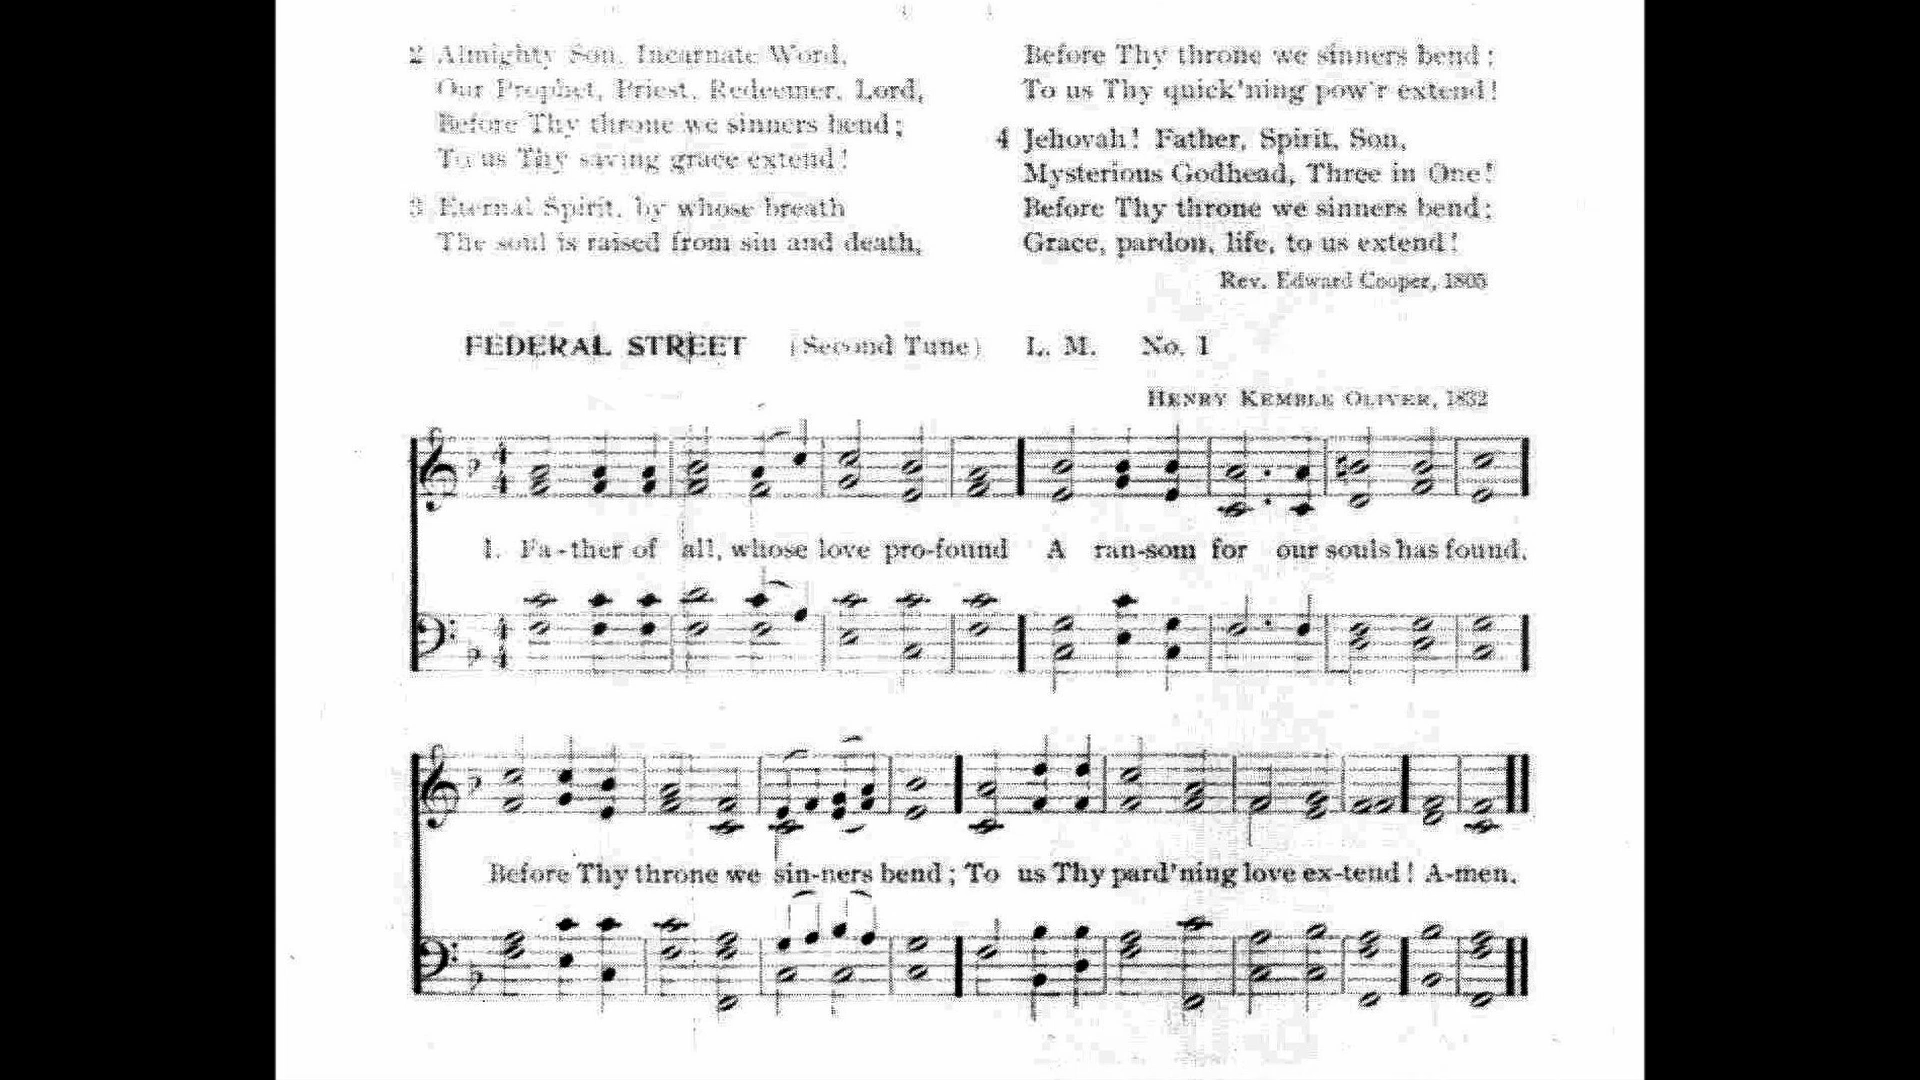 2 Almighty Son, Incarnate Word,
Our Prophet, Priest, Redeemer, Lord,
Before Thy throne we sinners bend;
To us Thy saving grace extend!
3 Eternal Spirit, by whose breath
The soul is raised from sin and death,
Before Thy throne we sinners bend;
To us Thy quick'ning pow'r extend!
4 Jehovah! Father, Spirit, Son,
Mysterious Godhead, Three in One!
Before Thy throne we sinners bend;
Grace, pardon, life, to us extend!
Rev. Edward Cooper, 1805
FEDERAL STREET (Second Tune) L. M. No. 1
HENRY KEMBLE OLIVER, 1832
1. Fa-ther of all, whose love pro-found A ran-som for our souls has found.
Before Thy throne we sin-ners bend; To us Thy pard'ning love ex-tend! A-men.